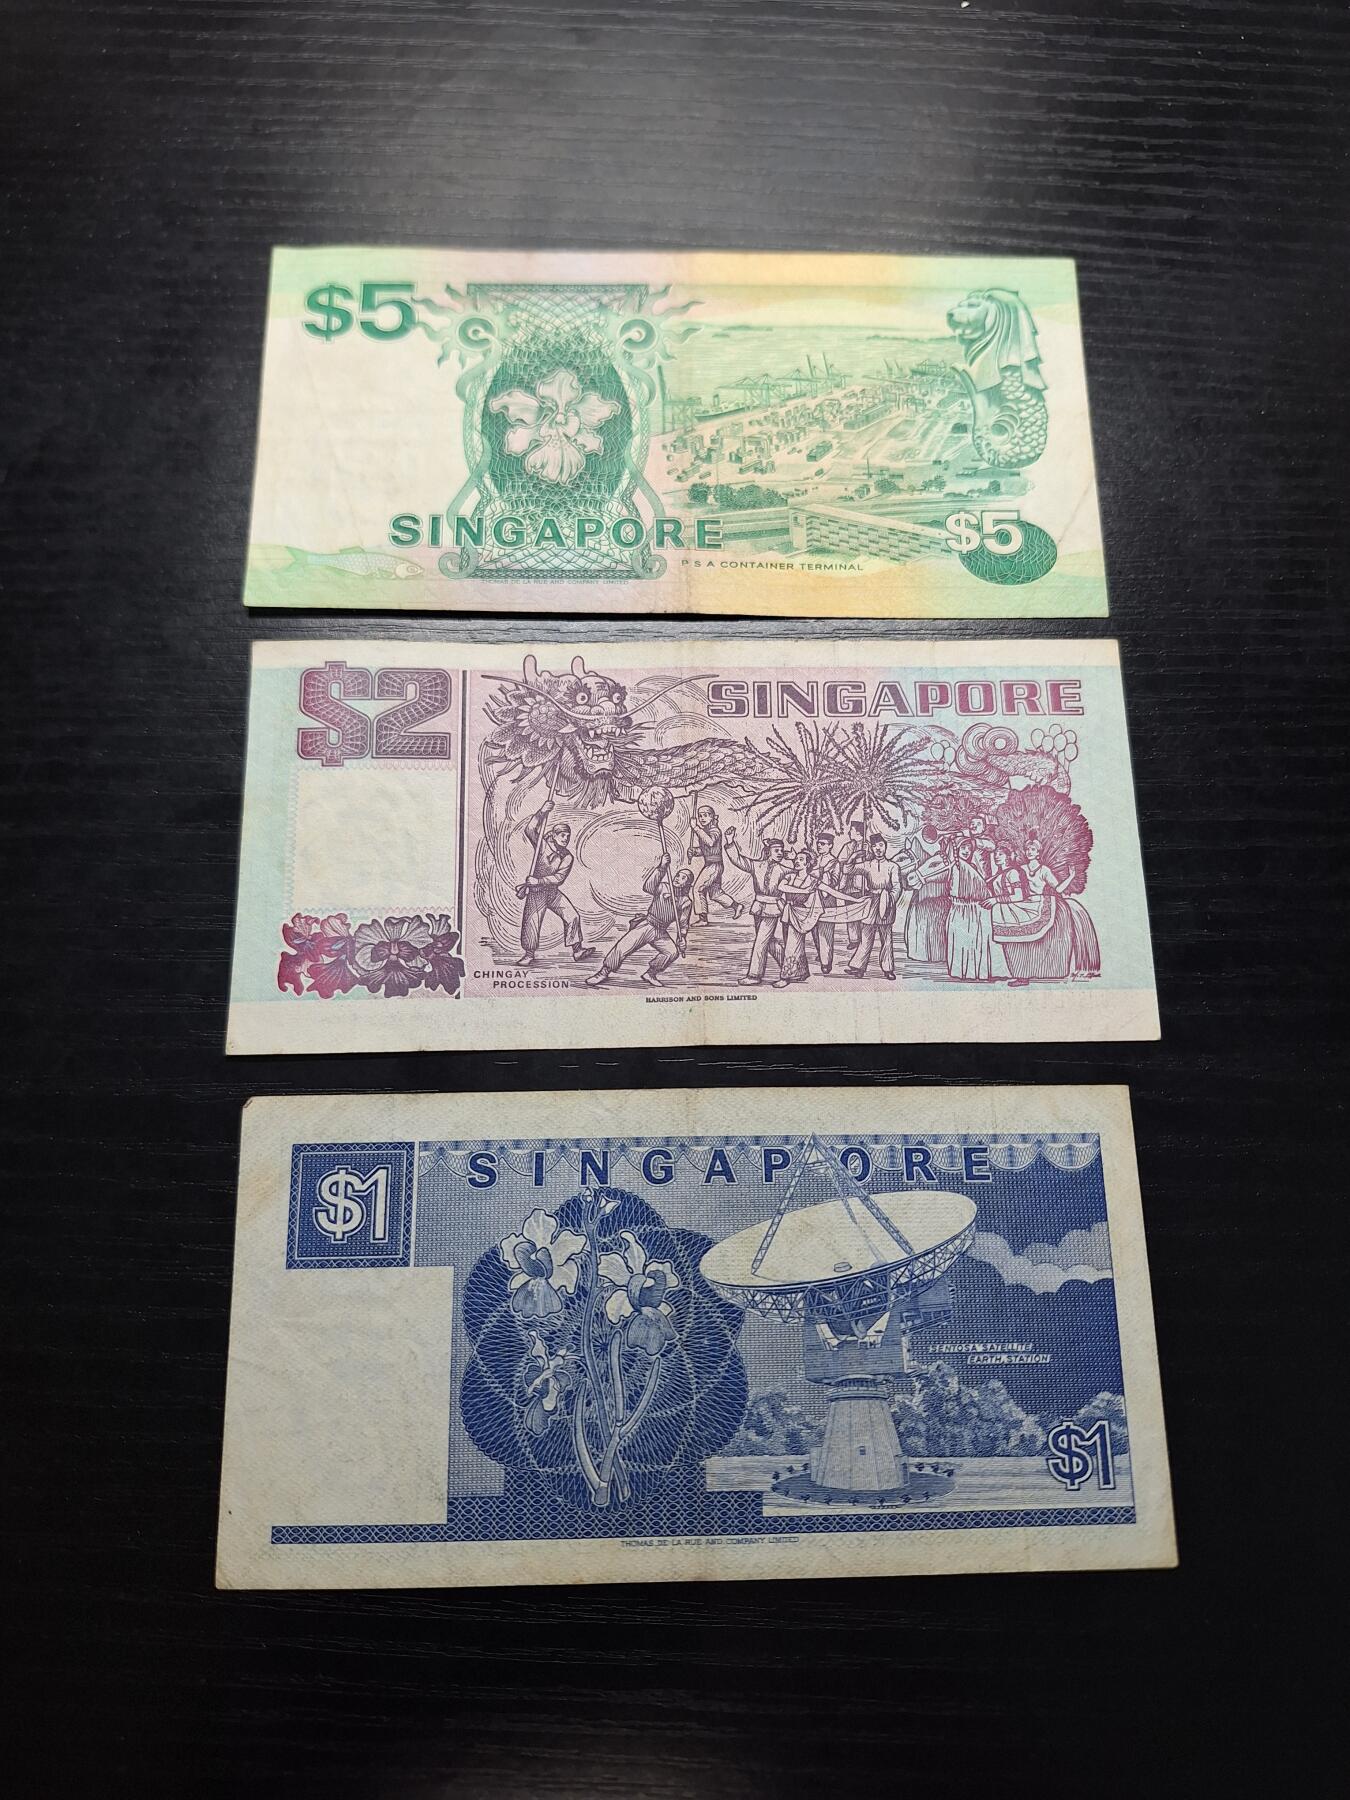 $5
SINGAPORE
$5
P S A CONTAINER TERMINAL
THOMAS DE LA RUE AND COMPANY LIMITED
$2
SINGAPORE
CHINGAY
PROCESSION
HARRISON AND SONS LIMITED
$1
SINGAPORE
"SENTOSA" SATELLITE
EARTH STATION
$1
THOMAS DE LA RUE AND COMPANY LIMITED